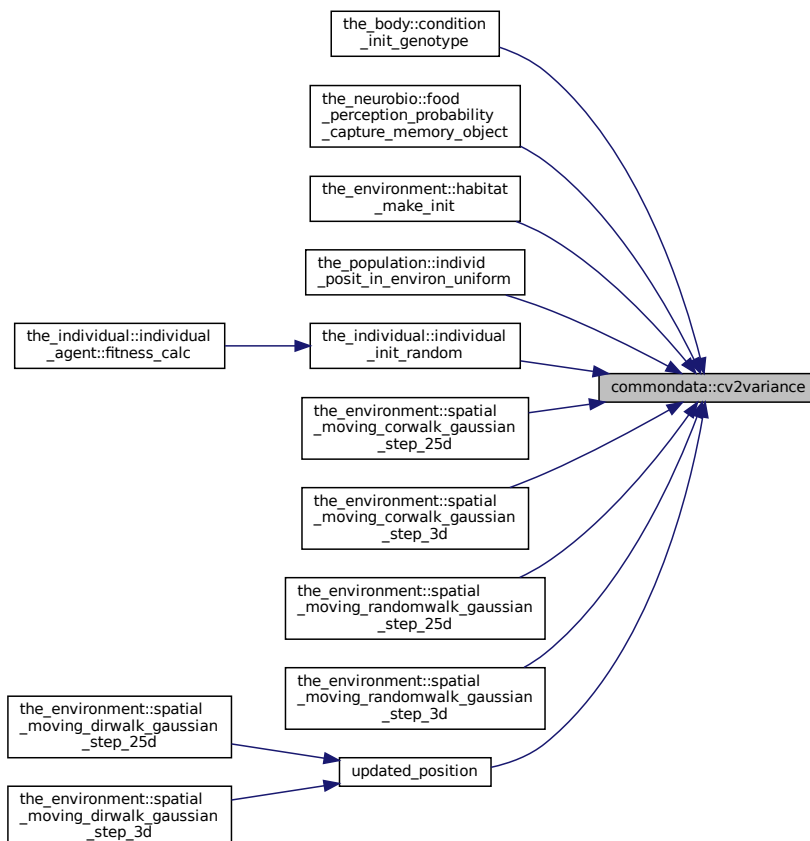 the_body::condition
_init_genotype
the_neurobio::food
_perception_probability
_capture_memory_object
the_environment::habitat
_make_init
the_population::individ
_posit_in_environ_uniform
the_individual::individual
_agent::fitness_calc
the_individual::individual
_init_random
commondata::cv2variance
the_environment::spatial
_moving_corwalk_gaussian
_step_25d
the_environment::spatial
_moving_corwalk_gaussian
_step_3d
the_environment::spatial
_moving_randomwalk_gaussian
_step_25d
the_environment::spatial
_moving_randomwalk_gaussian
_step_3d
the_environment::spatial
_moving_dirwalk_gaussian
_step_25d
updated_position
the_environment::spatial
_moving_dirwalk_gaussian
_step_3d